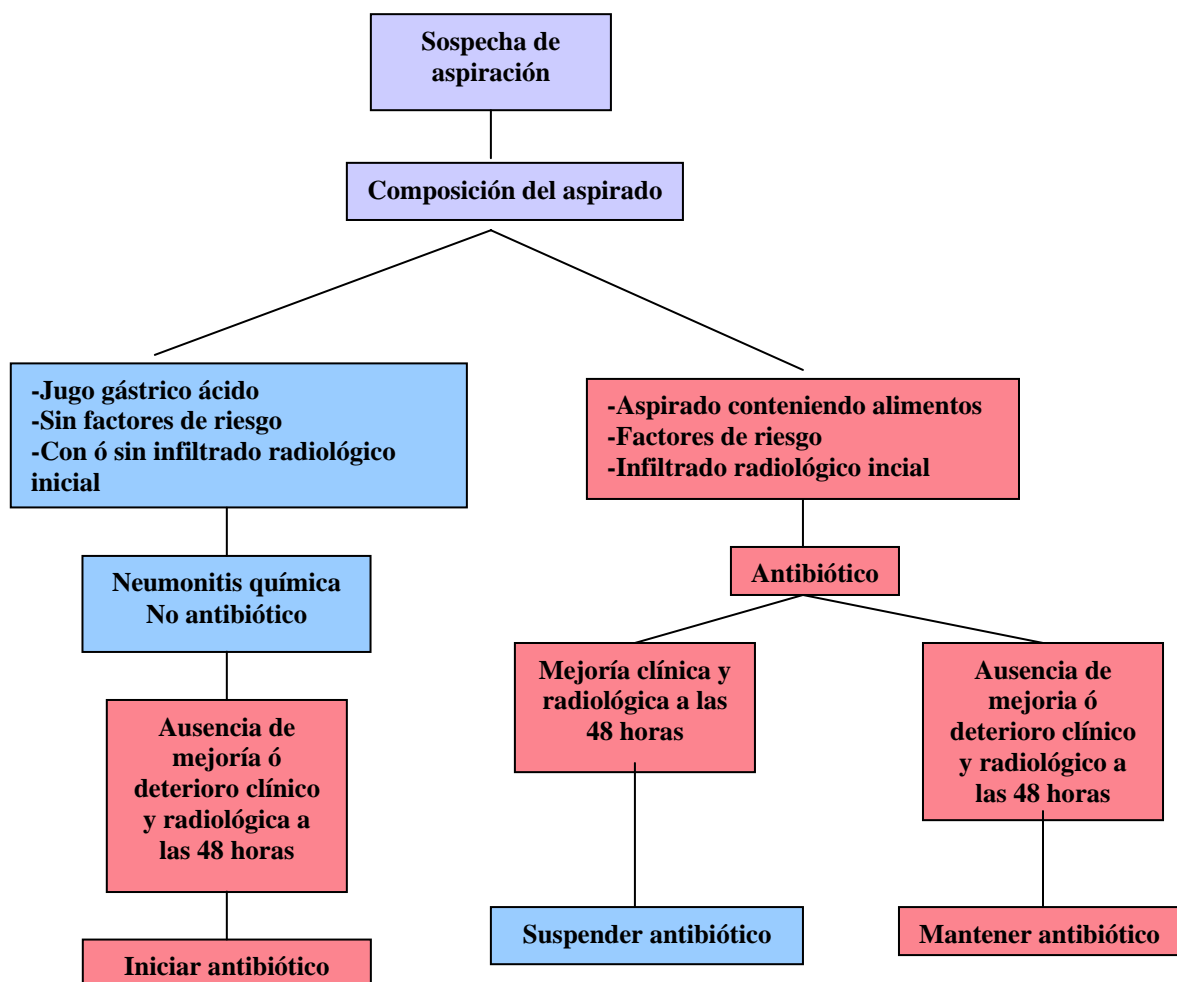 Sospecha de
aspiración
Composición del aspirado
-Jugo gástrico ácido
-Sin factores de riesgo
-Con ó sin infiltrado radiológico
inicial
-Aspirado conteniendo alimentos
-Factores de riesgo
-Infiltrado radiológico incial
Neumonitis química
No antibiótico
Antibiótico
Ausencia de
mejoría ó
deterioro clínico
y radiológica a
las 48 horas
Mejoría clínica y
radiológica a las
48 horas
Ausencia de
mejoria ó
deterioro clínico
y radiológico a
las 48 horas
Iniciar antibiótico
Suspender antibiótico
Mantener antibiótico